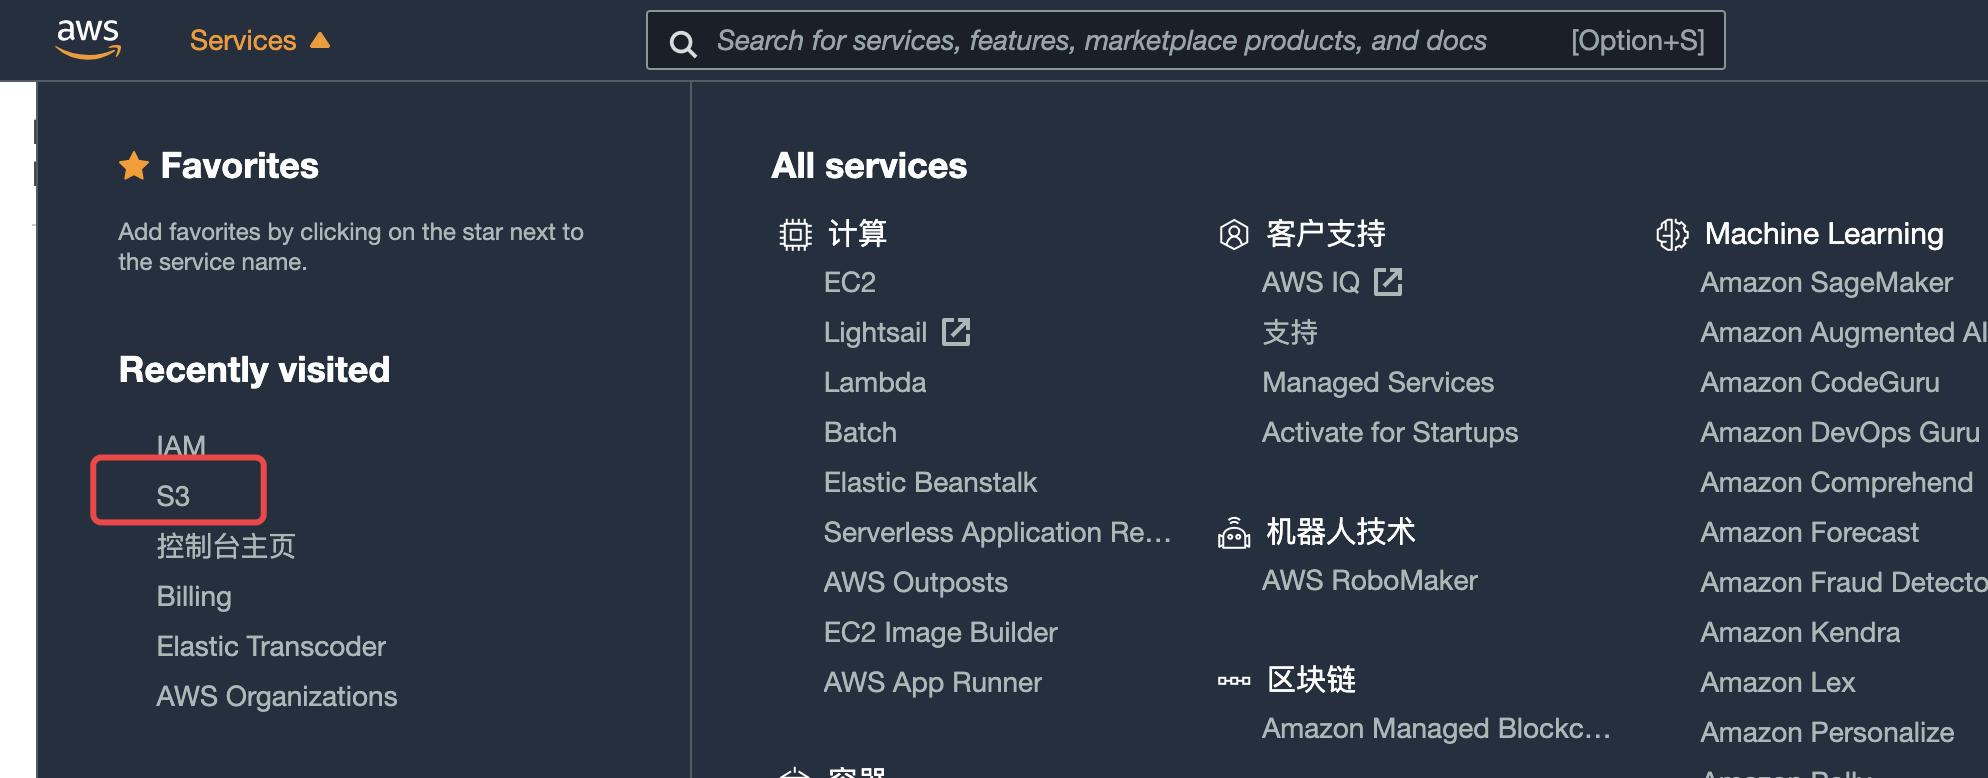 aws
Services
Search for services, features, marketplace products, and docs
[Option+S]
Favorites
Add favorites by clicking on the star next to
the service name.
Recently visited
IAM
S3
控制台主页
Billing
Elastic Transcoder
AWS Organizations
All services
计算
EC2
Lightsail
Lambda
Batch
Elastic Beanstalk
Serverless Application Re...
AWS Outposts
EC2 Image Builder
AWS App Runner
容器
客户支持
AWS IQ
支持
Managed Services
Activate for Startups
机器人技术
AWS RoboMaker
区块链
Amazon Managed Blockc...
Machine Learning
Amazon SageMaker
Amazon Augmented AI
Amazon CodeGuru
Amazon DevOps Guru
Amazon Comprehend
Amazon Forecast
Amazon Fraud Detecto
Amazon Kendra
Amazon Lex
Amazon Personalize
Amazon Polly